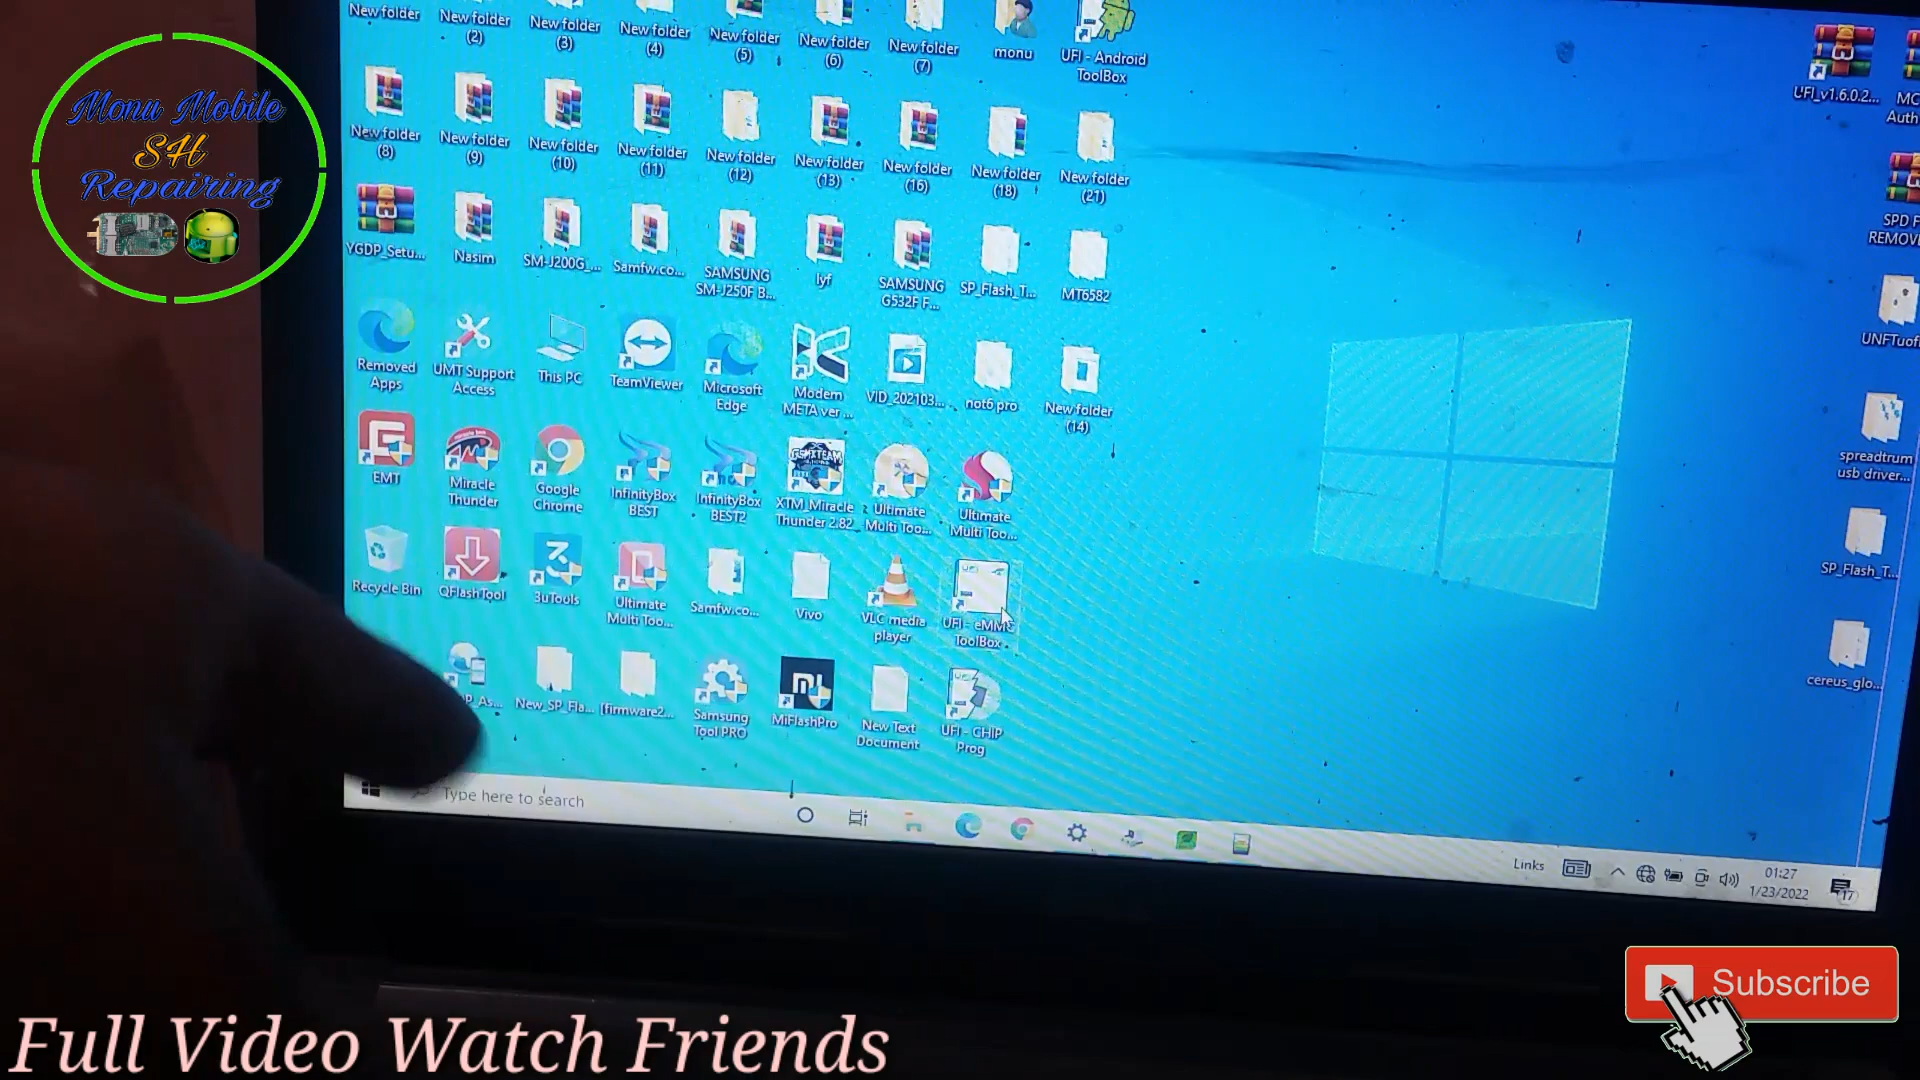 Monu Mobile
SH
Repairing
New folder
New folder
(2)
New folder
(3)
New folder
(4)
New folder
(5)
New folder
(6)
New folder
(7)
monu
UFI - Android
ToolBox
UFI_v1.6.0.2...
New folder
(8)
New folder
(9)
New folder
(10)
New folder
(11)
New folder
(12)
New folder
(13)
New folder
(16)
New folder
(18)
New folder
(21)
MC
Auth
YGDP_Setu...
Nasim
SM-J200G_...
Samfw.co...
SAMSUNG
SM-J250F B...
lyf
SAMSUNG
G532F F...
SP_Flash_T...
MT6582
SPD F
REMOV
Removed
Apps
UMT Support
Access
This PC
TeamViewer
Microsoft
Edge
Modem
META ver ...
VID_202103...
not6 pro
New folder
(14)
UNFTuofl
EMT
Miracle
Thunder
Google
Chrome
InfinityBox
BEST
InfinityBox
BEST2
XTM_Miracle
Thunder 2.82
Ultimate
Multi Too...
Ultimate
Multi Too...
spreadtrum
usb driver...
Recycle Bin
QFlashTool
3uTools
Ultimate
Multi Too...
Samfw.co...
Vivo
VLC media
player
UFI - eMMC
ToolBox
SP_Flash_T...
P_As...
New_SP_Fla...
[firmware2...
Samsung
Tool PRO
MiFlashPro
New Text
Document
UFI - CHIP
Prog
cereus_glo...
Type here to search
Links
01:27
1/23/2022
17
Subscribe
Full Video Watch Friends